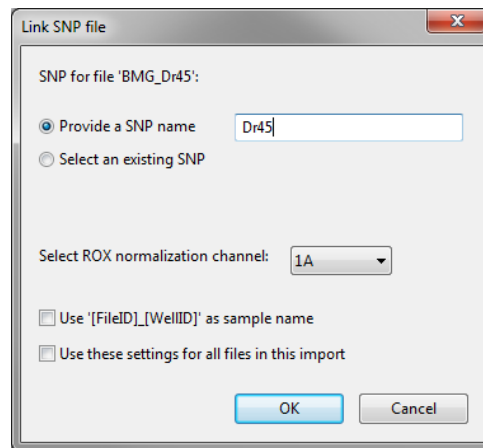 Link SNP file
SNP for file 'BMG_Dr45':
Provide a SNP name
Dr45
Select an existing SNP
Select ROX normalization channel:
1A
Use '[FileID]_[WellID]' as sample name
Use these settings for all files in this import
OK
Cancel